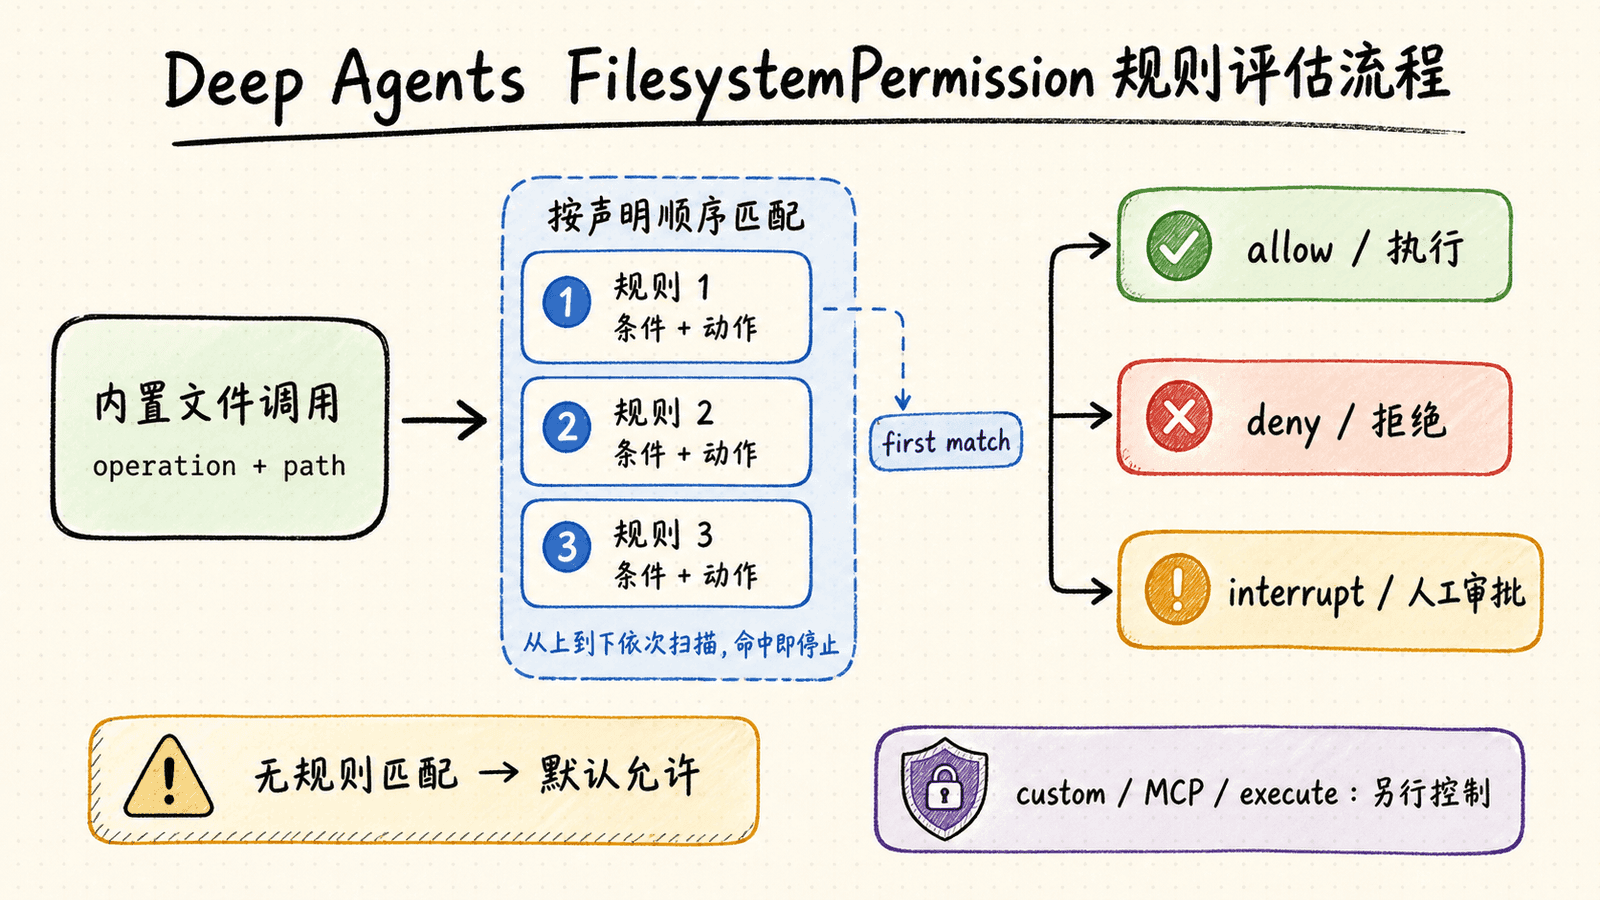 Deep Agents FilesystemPermission 规则评估流程
按声明顺序匹配
1 规则 1
条件 + 动作
2 规则 2
条件 + 动作
3 规则 3
条件 + 动作
从上到下依次扫描,命中即停止
内置文件调用
operation + path
first match
allow / 执行
deny / 拒绝
interrupt / 人工审批
无规则匹配 → 默认允许
custom / MCP / execute：另行控制